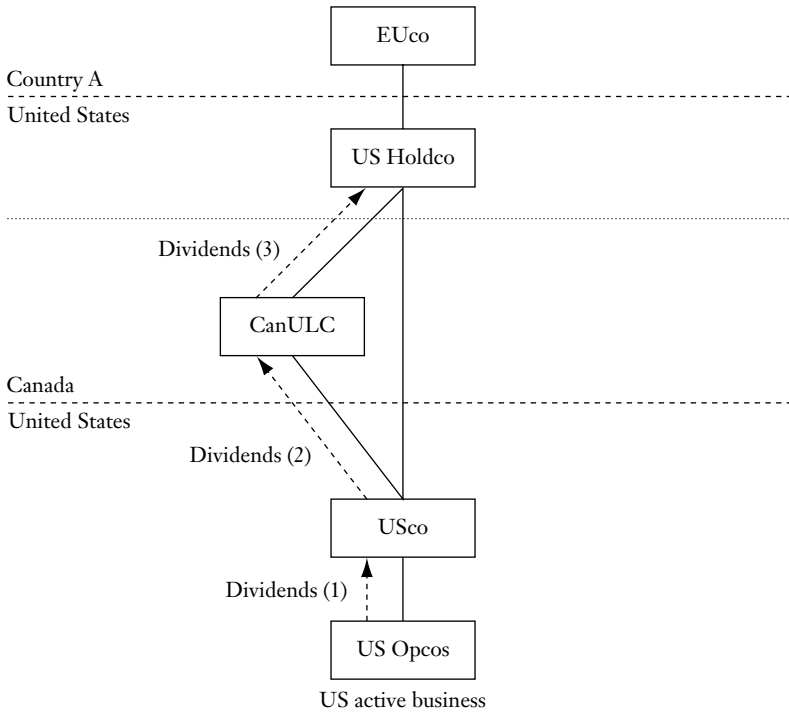 EUco
Country A
United States
US Holdco
Dividends (3)
CanULC
Canada
United States
Dividends (2)
USco
Dividends (1)
US Opcos
US active business